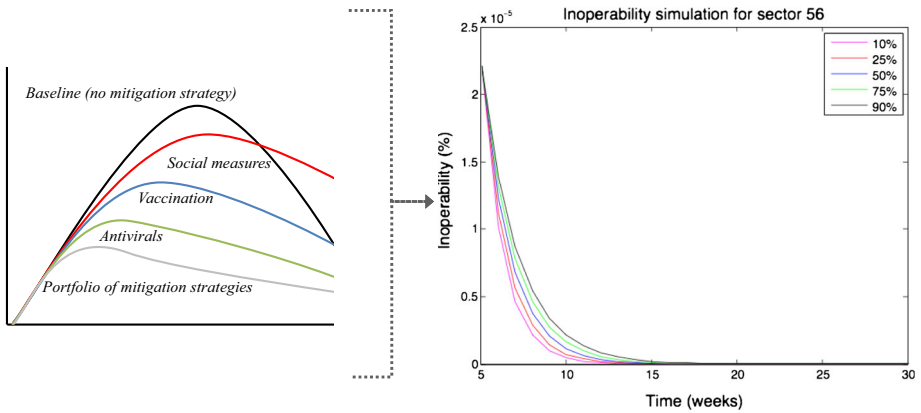 Baseline (no mitigation strategy)
Social measures
Vaccination
Antivirals
Portfolio of mitigation strategies
Inoperability simulation for sector 56
x 10^-5
2.5
2
1.5
1
0.5
0
5
10
15
20
25
30
Inoperability (%)
Time (weeks)
10%
25%
50%
75%
90%